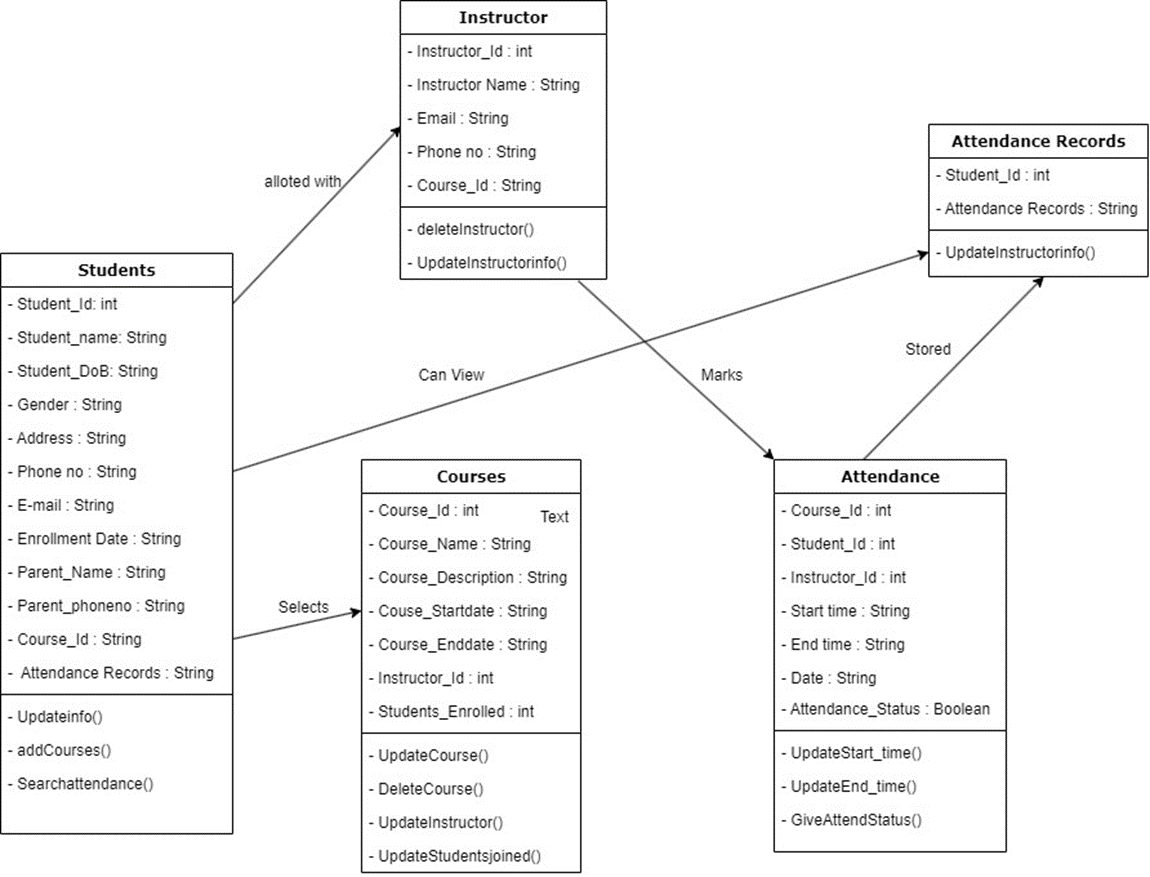 Instructor
- Instructor_Id : int
- Instructor Name : String
- Email : String
- Phone no : String
- Course_Id : String
- deleteInstructor()
- UpdateInstructorinfo()
Attendance Records
- Student_Id : int
- Attendance Records : String
- UpdateInstructorinfo()
alloted with
Students
- Student_Id: int
- Student_name: String
- Student_DoB: String
- Gender : String
- Address : String
- Phone no : String
- E-mail : String
- Enrollment Date : String
- Parent_Name : String
- Parent_phoneno : String
- Course_Id : String
- Attendance Records : String
- Updateinfo()
- addCourses()
- Searchattendance()
Can View
Marks
Stored
Selects
Courses
- Course_Id : int
Text
- Course_Name : String
- Course_Description : String
- Couse_Startdate : String
- Course_Enddate : String
- Instructor_Id : int
- Students_Enrolled : int
- UpdateCourse()
- DeleteCourse()
- UpdateInstructor()
- UpdateStudentsjoined()
Attendance
- Course_Id : int
- Student_Id : int
- Instructor_Id : int
- Start time : String
- End time : String
- Date : String
- Attendance_Status : Boolean
- UpdateStart_time()
- UpdateEnd_time()
- GiveAttendStatus()